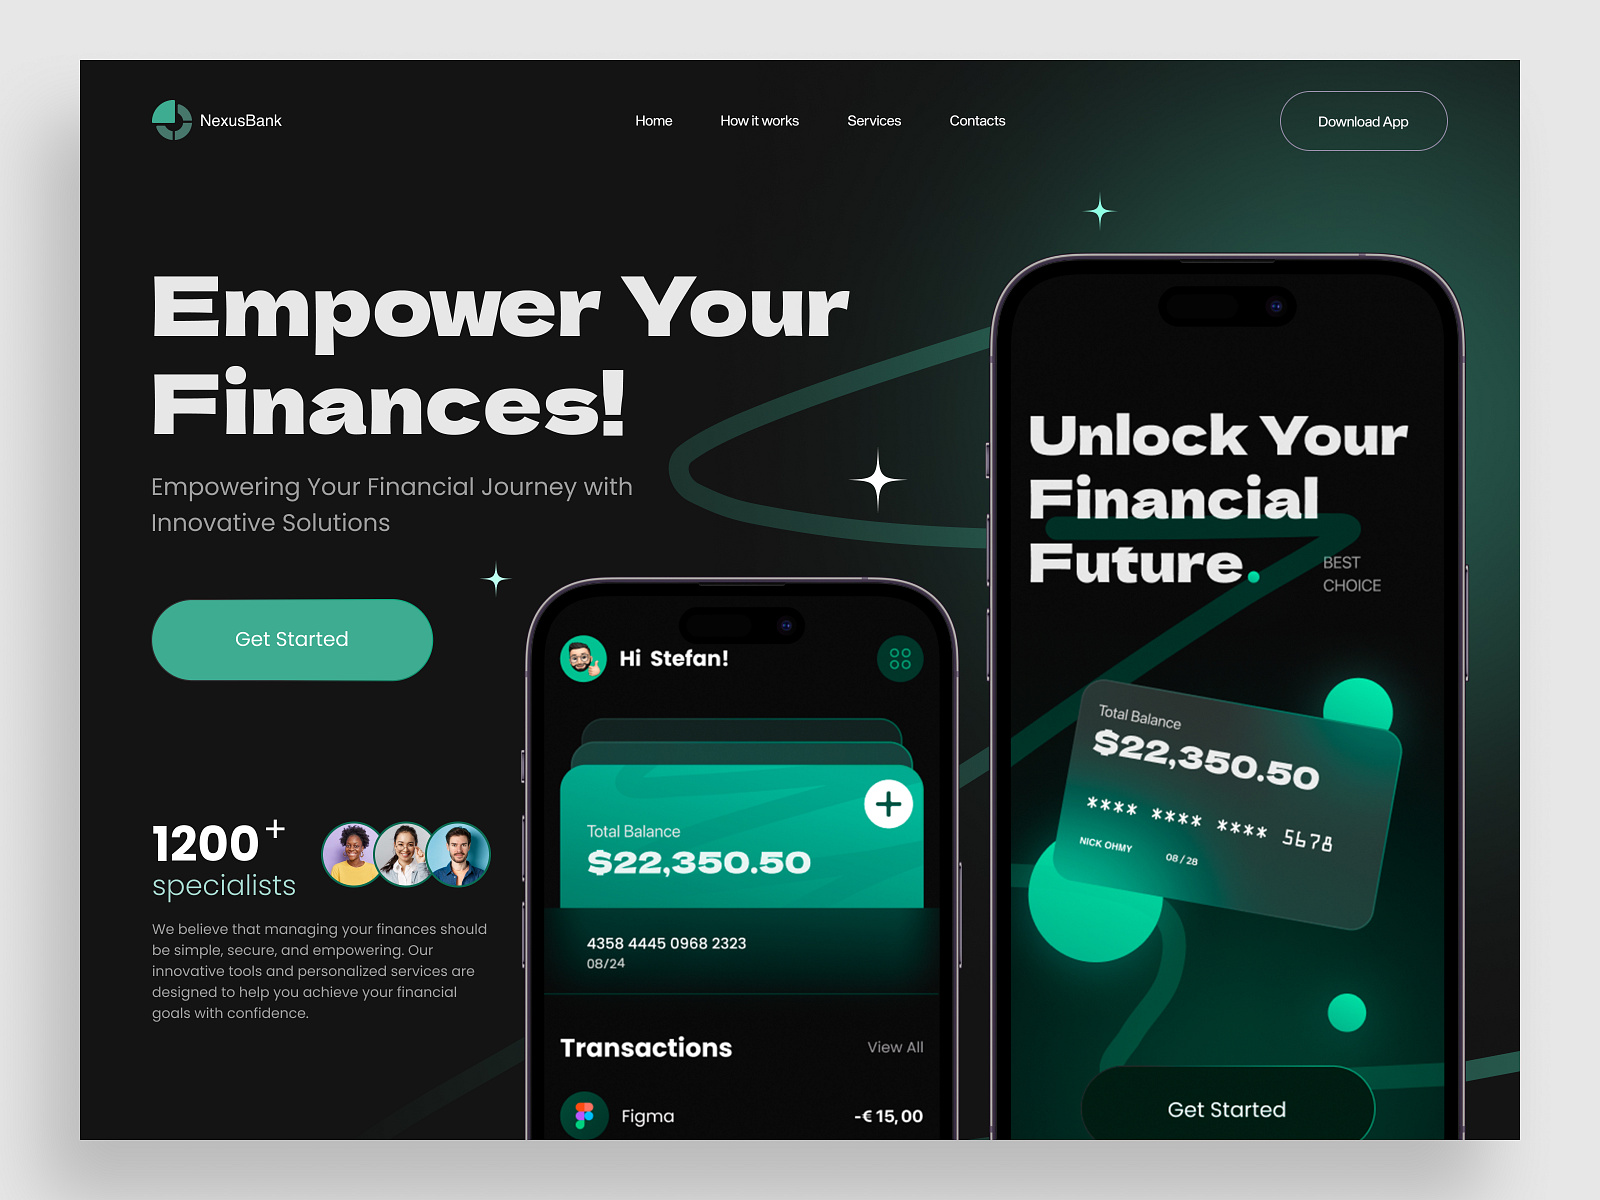 NexusBank
Home
How it works
Services
Contacts
Download App
Empower Your
Finances!
Empowering Your Financial Journey with
Innovative Solutions
Get Started
1200+
specialists
We believe that managing your finances should
be simple, secure, and empowering. Our
innovative tools and personalized services are
designed to help you achieve your financial
goals with confidence.
Hi Stefan!
Total Balance
$22,350.50
4358 4445 0968 2323
08/24
Transactions
View All
Figma
-€ 15,00
Unlock Your
Financial
Future.
BEST
CHOICE
Total Balance
$22,350.50
**** **** **** 5678
NICK OHMY
08 / 28
Get Started